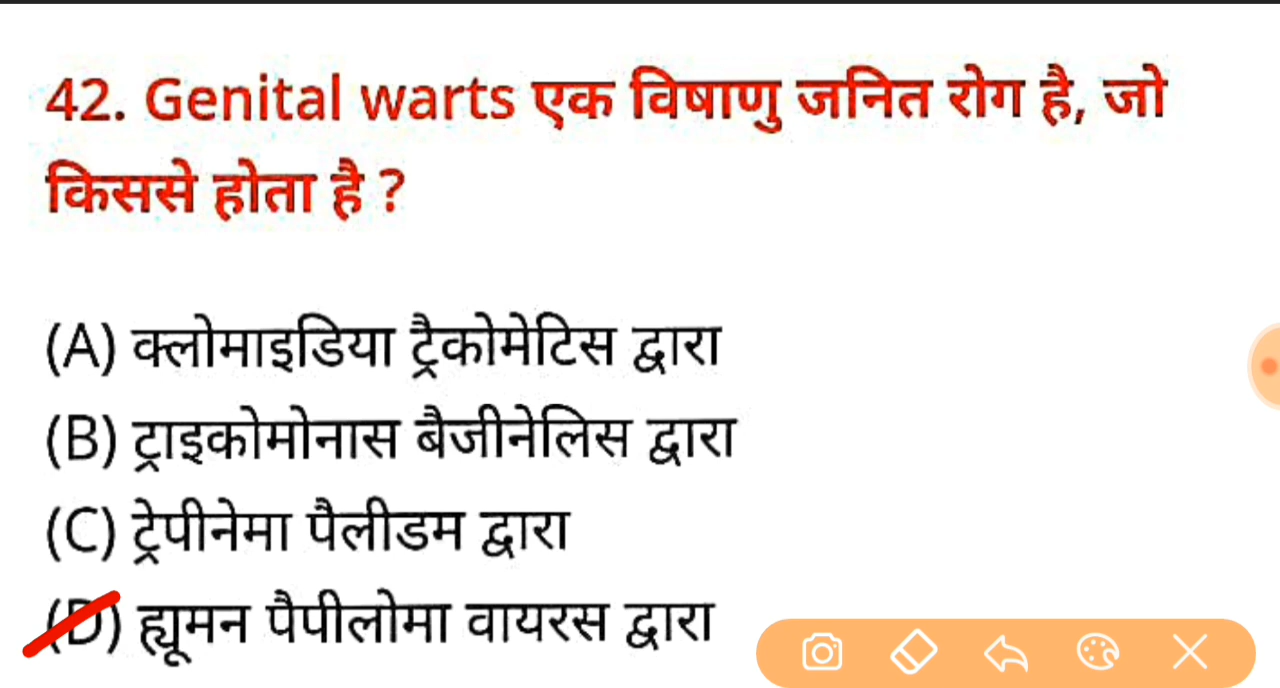 42. Genital warts एक विषाणु जनित रोग है, जो
किससे होता है ?
(A) क्लोमाइडिया ट्रैकोमेटिस द्वारा
(B) ट्राइकोमोनास बैजीनेलिस द्वारा
(C) ट्रेपीनेमा पैलीडम द्वारा
(D) ह्यूमन पैपीलोमा वायरस द्वारा